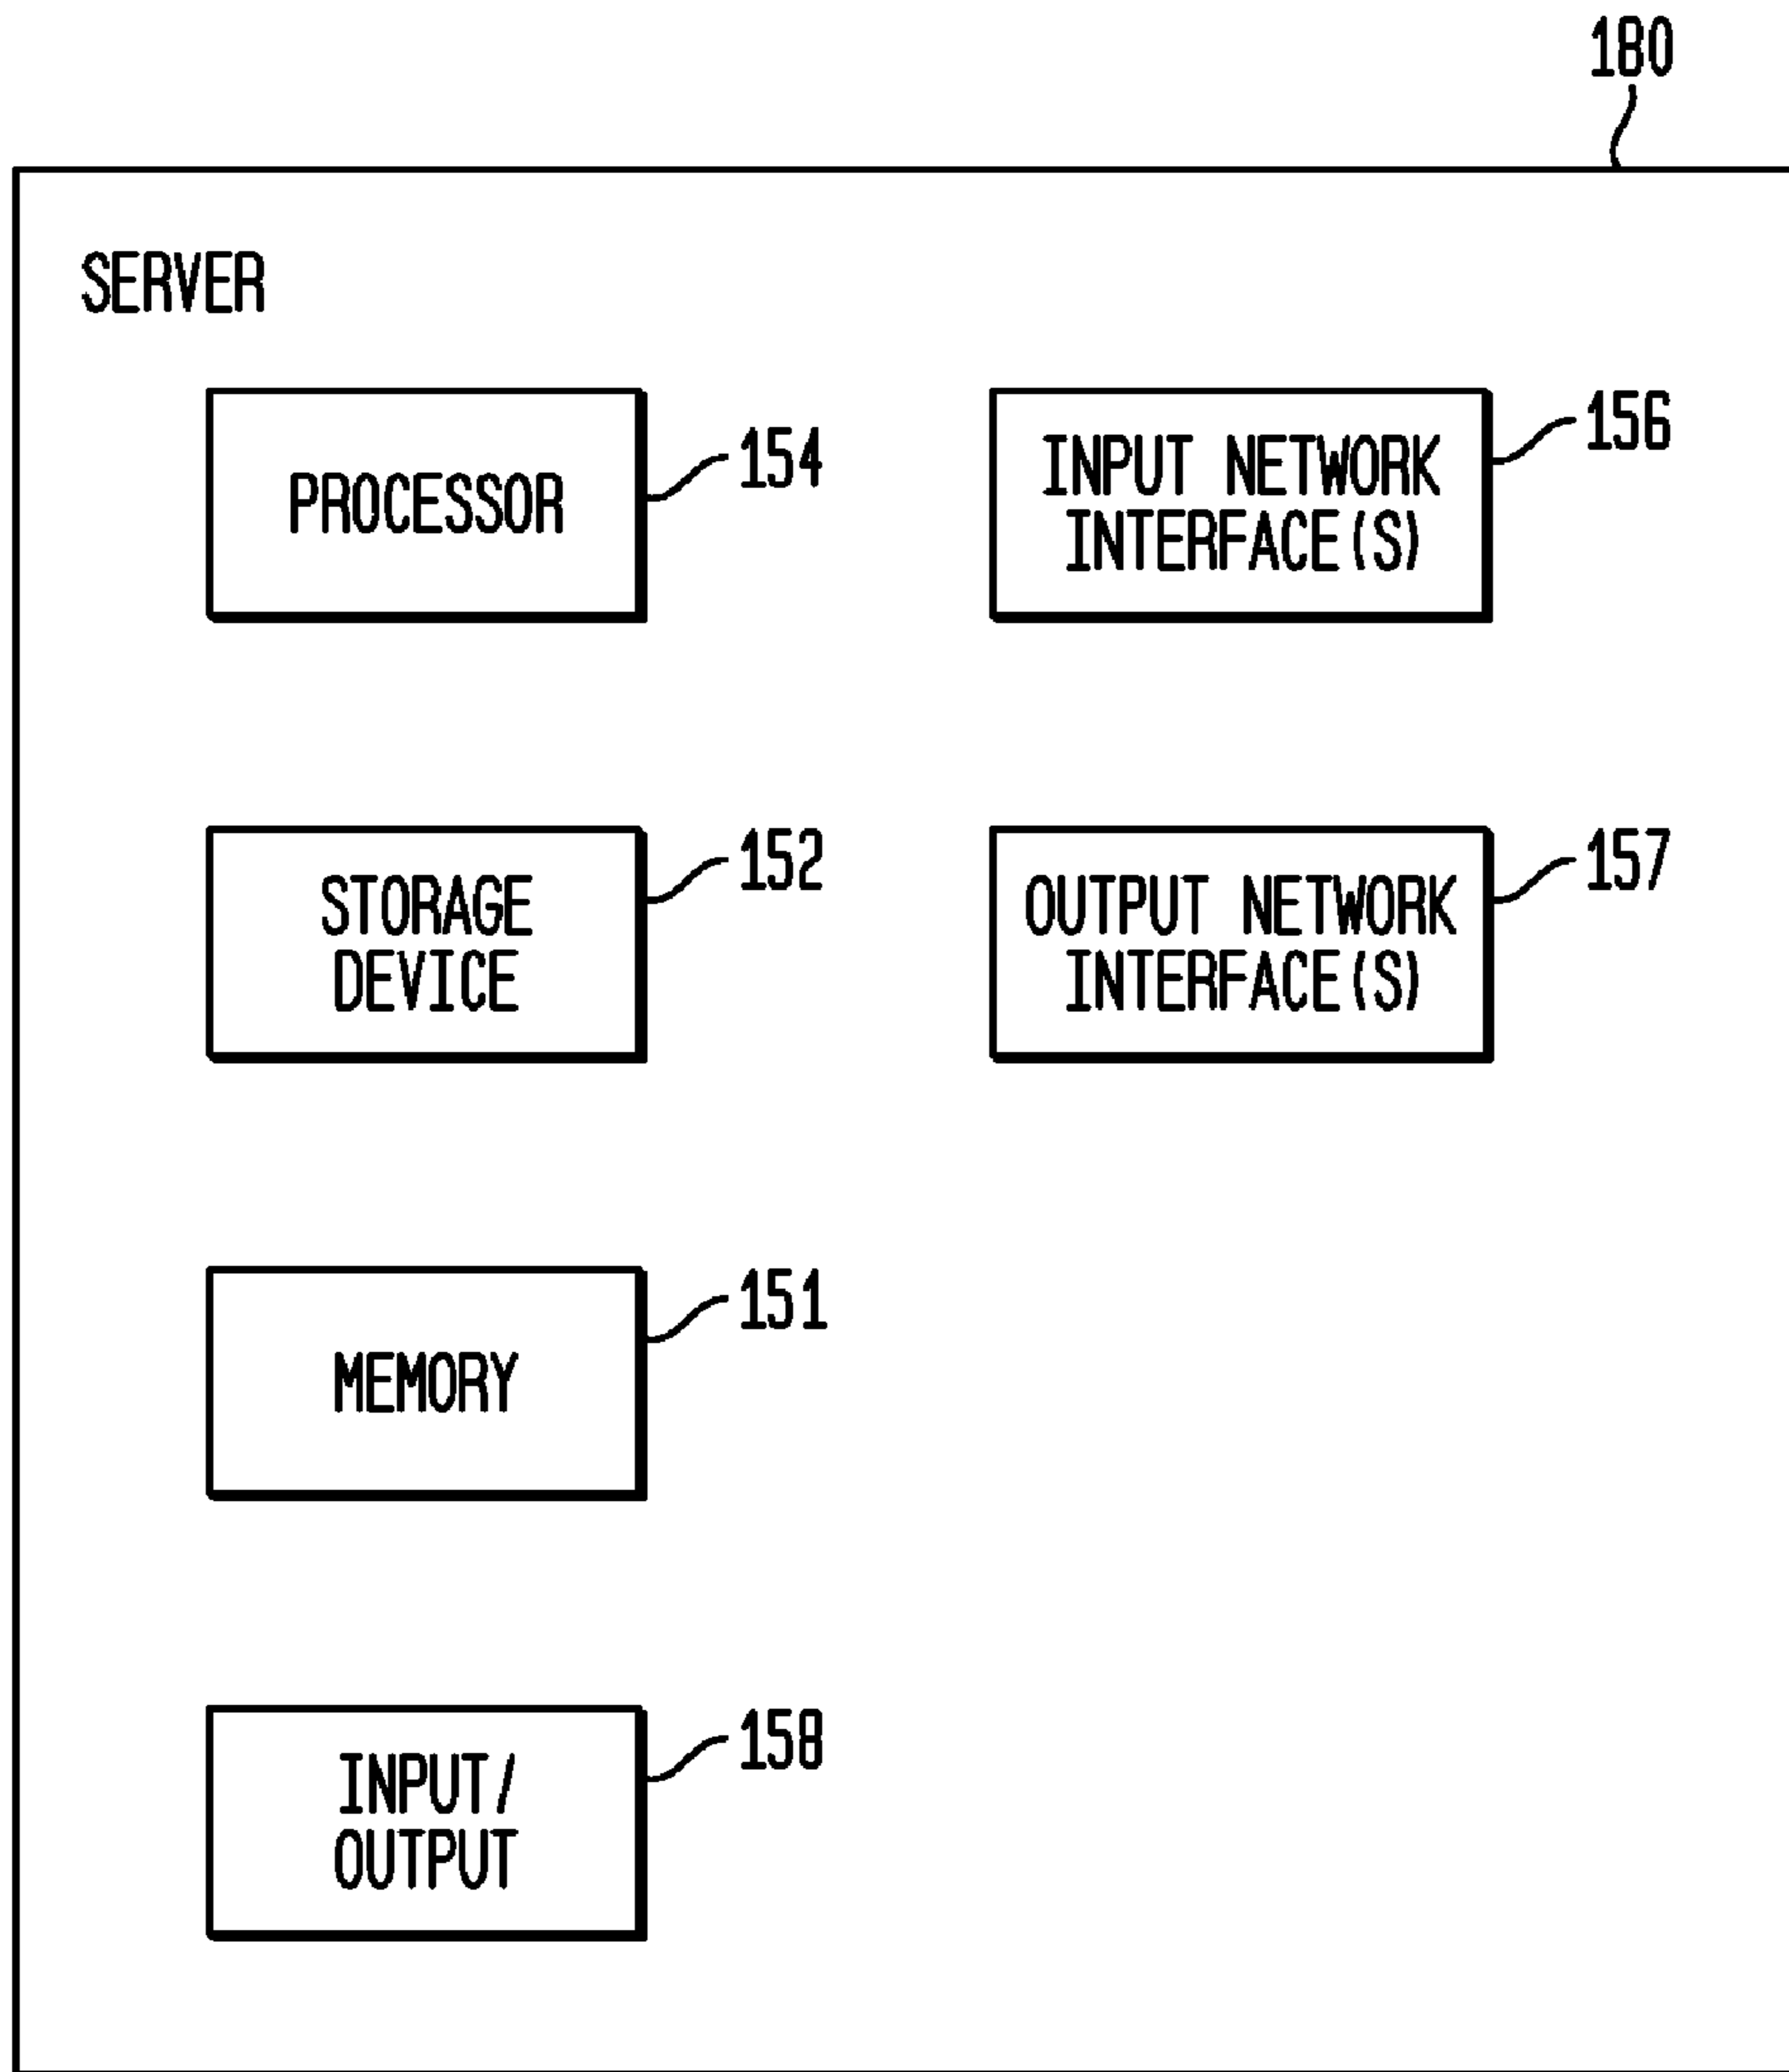 180
SERVER
PROCESSOR
154
INPUT NETWORK
INTERFACE(S)
156
STORAGE
DEVICE
152
OUTPUT NETWORK
INTERFACE(S)
157
MEMORY
151
INPUT/
OUTPUT
158